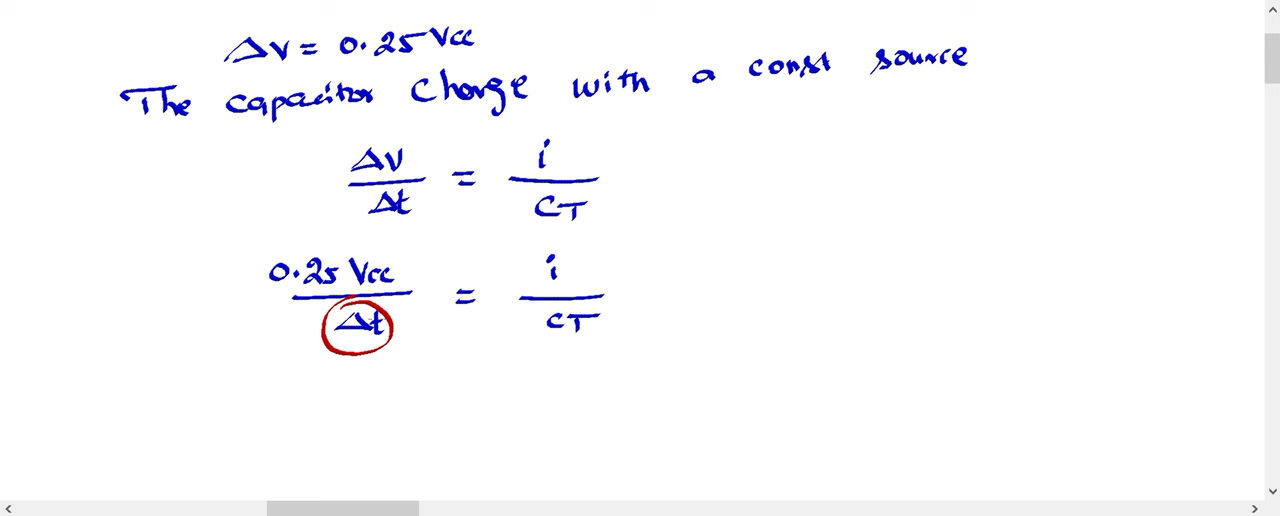 ΔV = 0.25 Vcc
The capacitor charge with a const source
ΔV/Δt = i/CT
0.25 Vcc/Δt = i/CT